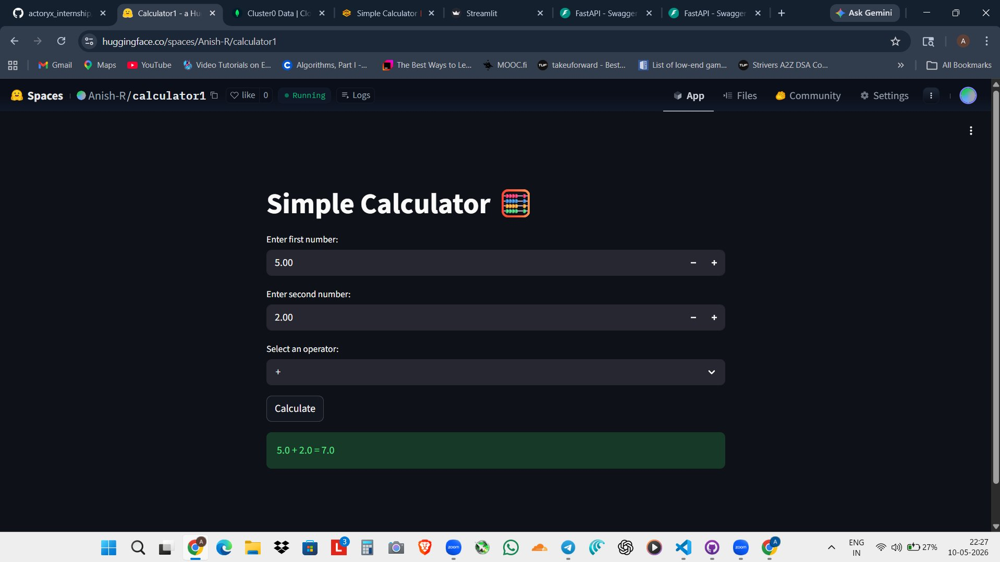 actoryx_internship
Calculator1 - a Hu
Cluster0 Data | Clo
Simple Calculator
Streamlit
FastAPI - Swagger
FastAPI - Swagger
Ask Gemini
huggingface.co/spaces/Anish-R/calculator1
A
Gmail
Maps
YouTube
Video Tutorials on E...
Algorithms, Part I -...
The Best Ways to Le...
MOOC.fi
takeuforward - Best...
List of low-end gam...
Strivers A2Z DSA Co...
All Bookmarks
Spaces
Anish-R/calculator1
like 0
Running
Logs
App
Files
Community
Settings
Simple Calculator
Enter first number:
5.00
Enter second number:
2.00
Select an operator:
+
Calculate
5.0 + 2.0 = 7.0
A
L
3
zoom
zoom
A
ENG
IN
27%
22:27
10-05-2026